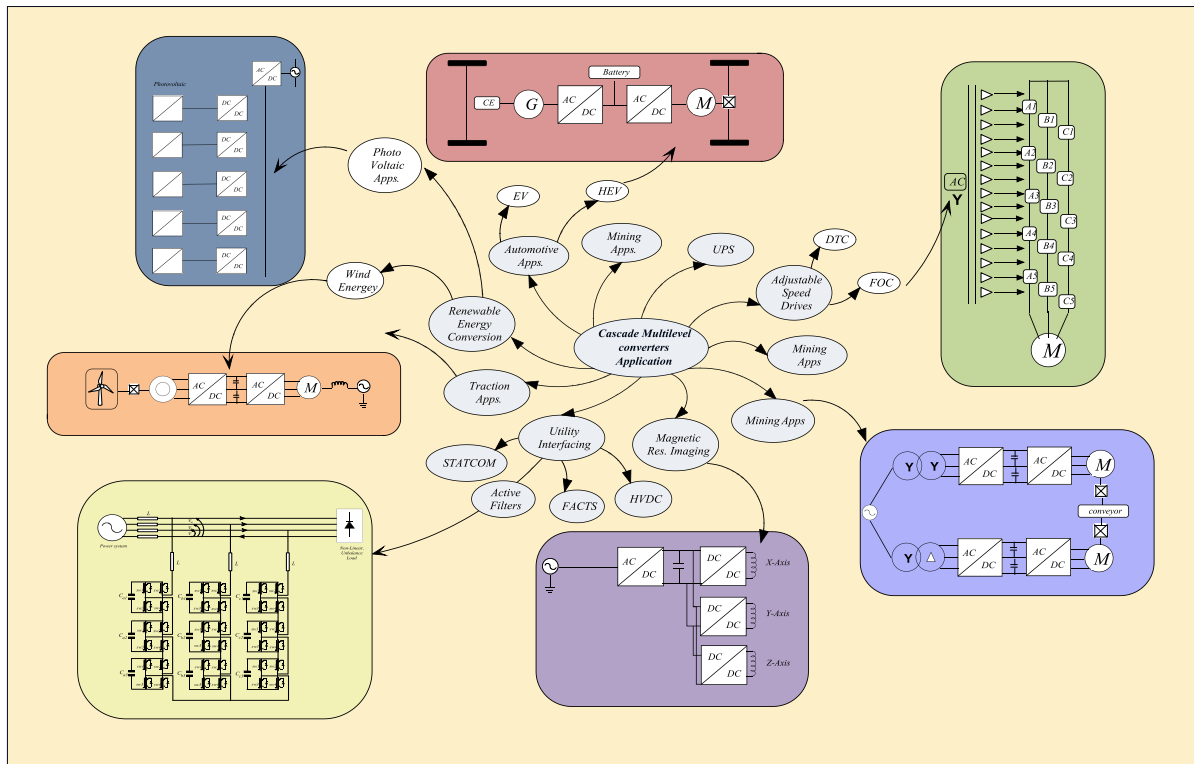 Photovoltaic
AC
DC
DC
DC
DC
DC
DC
DC
DC
DC
DC
DC
Battery
CE
G
AC
DC
AC
DC
M
AC
Y
A1
B1
C1
A2
B2
C2
A3
B3
C3
A4
B4
C4
A5
B5
C5
M
Photo
Voltaic
Apps.
EV
HEV
Automotive
Apps.
Mining
Apps.
UPS
DTC
Adjustable
Speed
Drives
FOC
Wind
Energey
Renewable
Energy
Conversion
Cascade Multilevel
converters
Application
Mining
Apps
Traction
Apps.
Mining Apps
Utility
Interfacing
Magnetic
Res. Imaging
STATCOM
Active
Filters
FACTS
HVDC
AC
DC
AC
DC
M
Y
Y
AC
DC
AC
DC
M
conveyor
Y
AC
DC
AC
DC
M
L
Power system
Non-Linear
Unbalance
Load
L
L
L
AC
DC
DC
DC
X-Axis
DC
DC
Y-Axis
DC
DC
Z-Axis